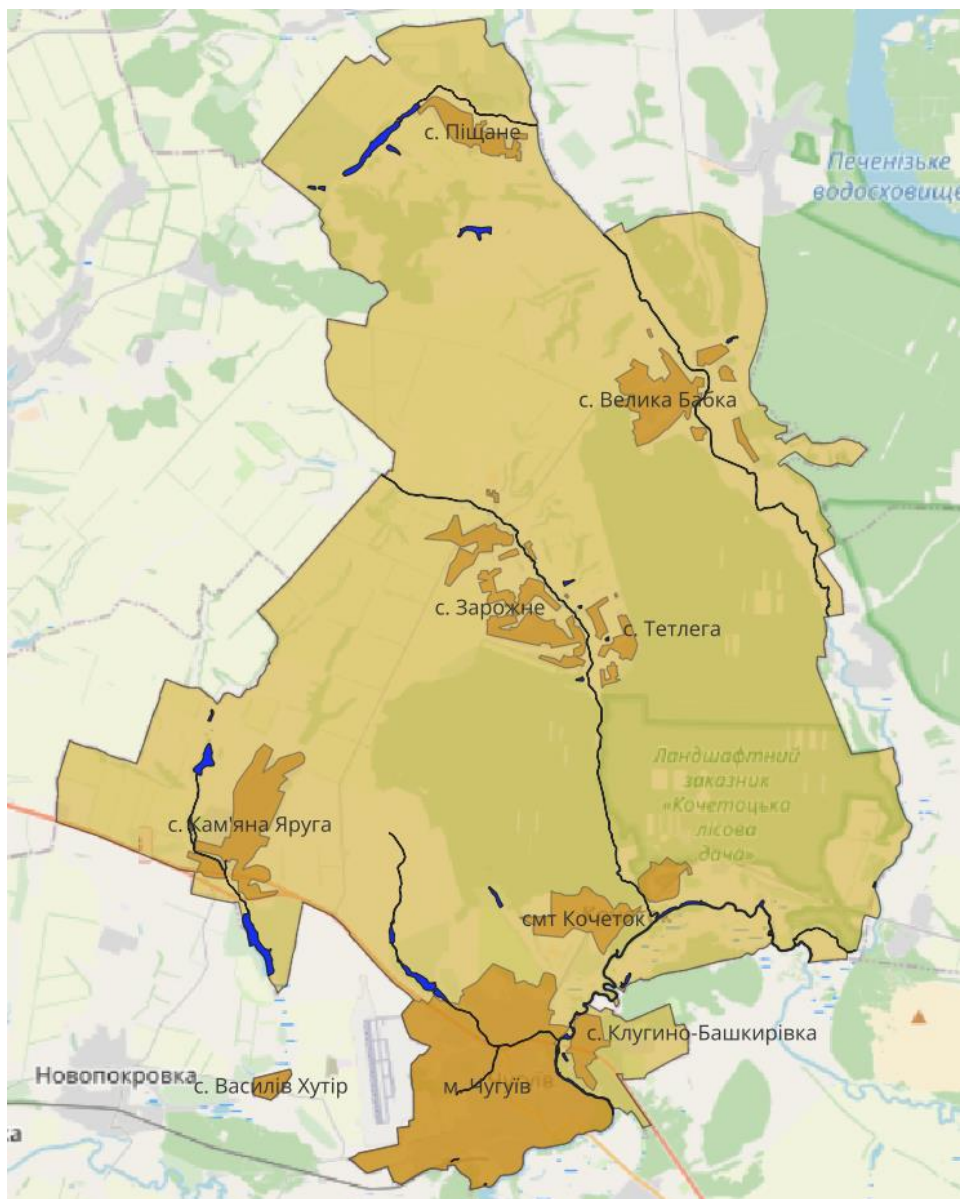 с. Піщане
Печенізьке
водосховище
с. Велика Бабка
с. Зарожне
с. Тетлега
Ландшафтний
заказник
«Кочетоцька
лісова
дача»
с. Кам'яна Яруга
смт Кочеток
с. Клугино-Башкирівка
Новопокровка
с. Василів Хутір
м. Чугуїв
ка